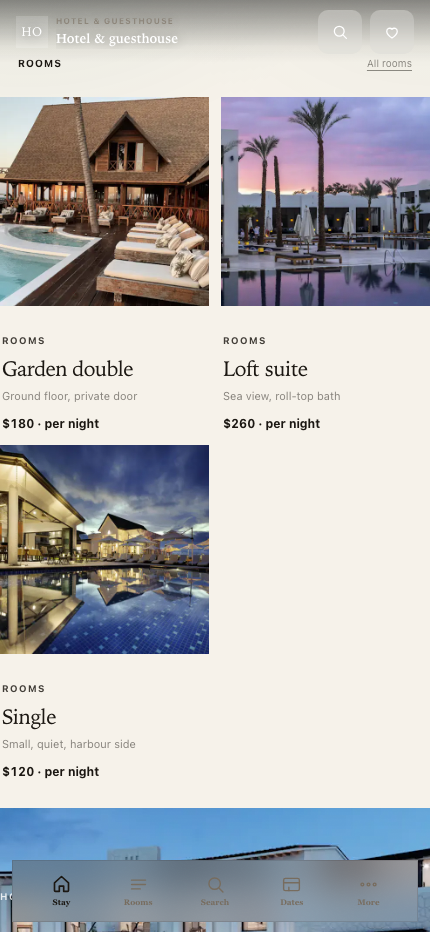 HO
HOTEL & GUESTHOUSE
Hotel & guesthouse
ROOMS
All rooms
ROOMS
Garden double
Ground floor, private door
$180 · per night
ROOMS
Loft suite
Sea view, roll-top bath
$260 · per night
ROOMS
Single
Small, quiet, harbour side
$120 · per night
Stay
Rooms
Search
Dates
More